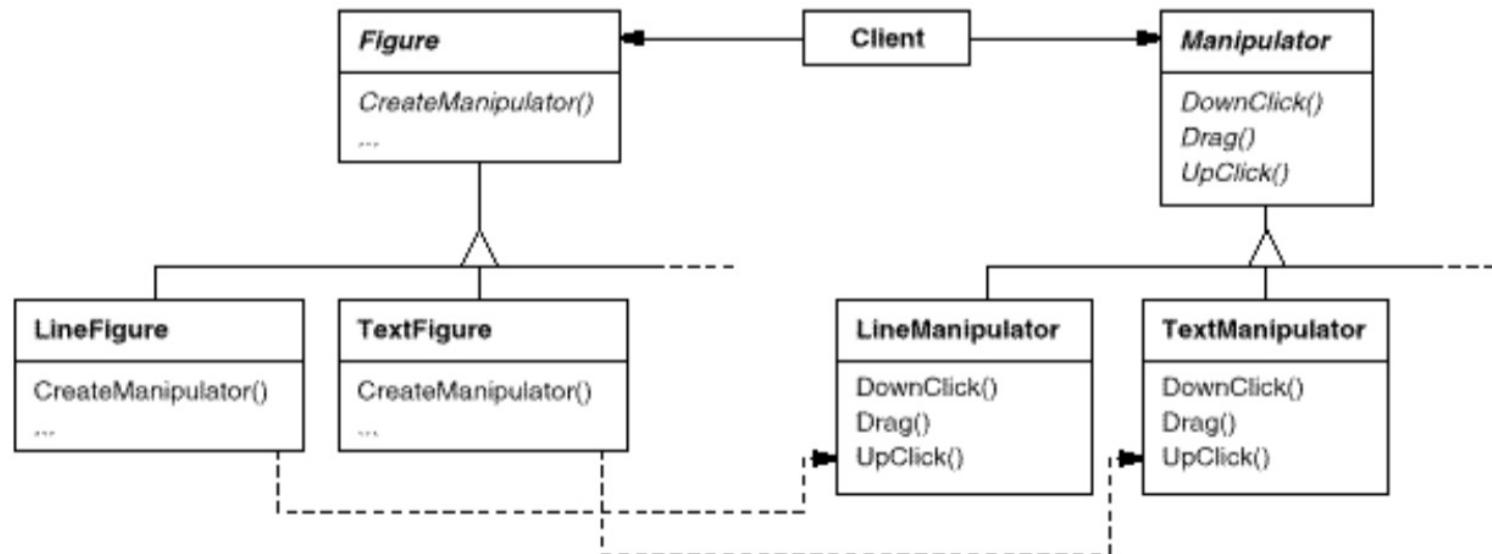 Figure
CreateManipulator()
...
Client
Manipulator
DownClick()
Drag()
UpClick()
LineFigure
CreateManipulator()
...
TextFigure
CreateManipulator()
...
LineManipulator
DownClick()
Drag()
UpClick()
TextManipulator
DownClick()
Drag()
UpClick()